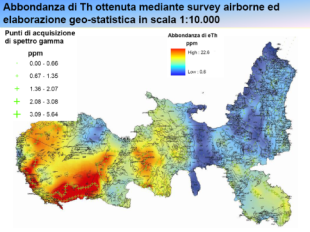 Abbondanza di Th ottenuta mediante survey airborne ed
elaborazione geo-statistica in scala 1:10.000
Punti di acquisizione
di spettro gamma
ppm
0.00 - 0.66
0.67 - 1.35
1.36 - 2.07
2.08 - 3.08
3.09 - 5.64
Abbondanza di eTh
ppm
High : 22.6
Low : 0.6